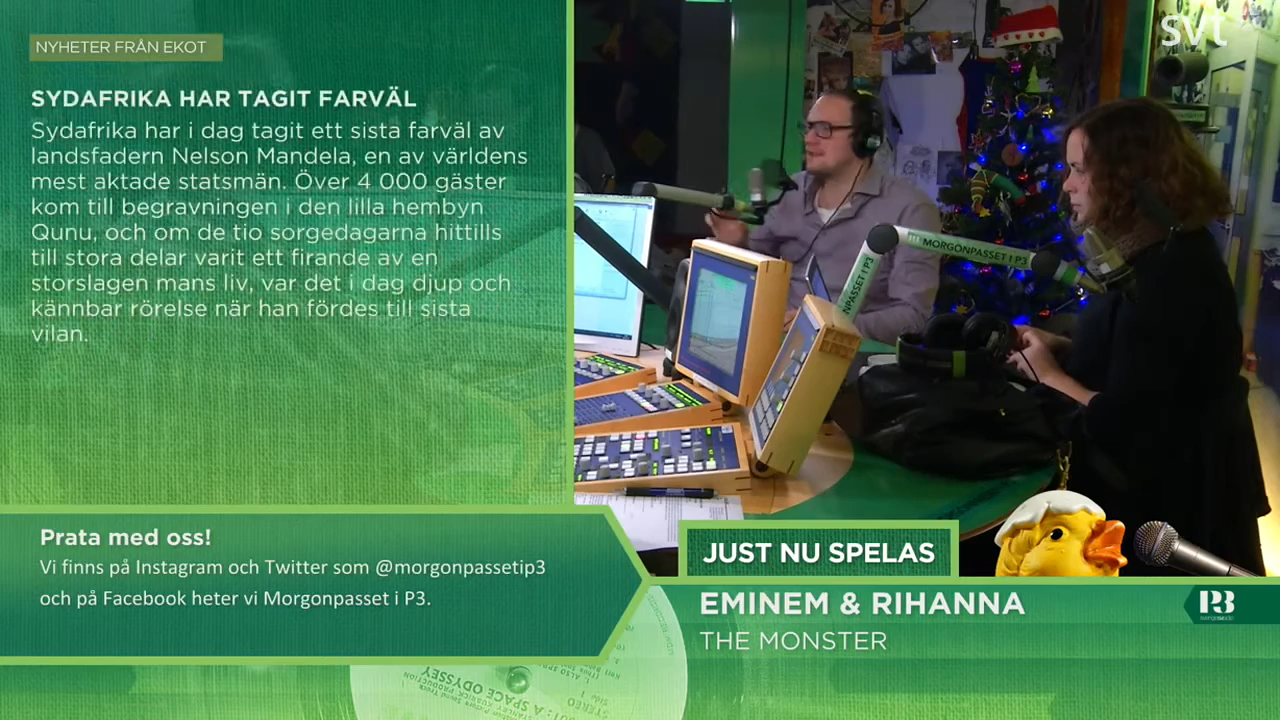 NYHETER FRÅN EKOT
SYDAFRIKA HAR TAGIT FARVÄL
Sydafrika har i dag tagit ett sista farväl av
landsfadern Nelson Mandela, en av världens
mest aktade statsmän. Över 4 000 gäster
kom till begravningen i den lilla hembyn
Qunu, och om de tio sorgedagarna hittills
till stora delar varit ett firande av en
storslagen mans liv, var det i dag djup och
kännbar rörelse när han fördes till sista
vilan.
svt
MORGONPASSET I P3
NPASSET I P3
Prata med oss!
Vi finns på Instagram och Twitter som @morgonpassetip3
och på Facebook heter vi Morgonpasset i P3.
JUST NU SPELAS
EMINEM & RIHANNA
THE MONSTER
P3
A SPACE ODYSSEY
STEREO